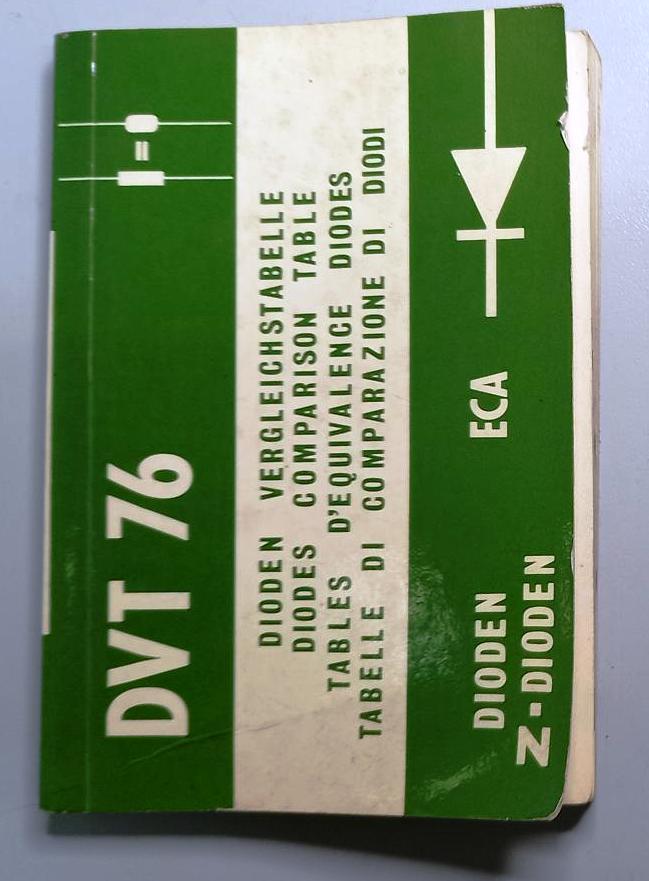 DVT 76
DIODEN VERGLEICHSTABELLE
DIODES COMPARISON TABLE
TABLES D'EQUIVALENCE DIODES
TABELLE DI COMPARAZIONE DI DIODI
DIODEN ECA
Z-DIODEN